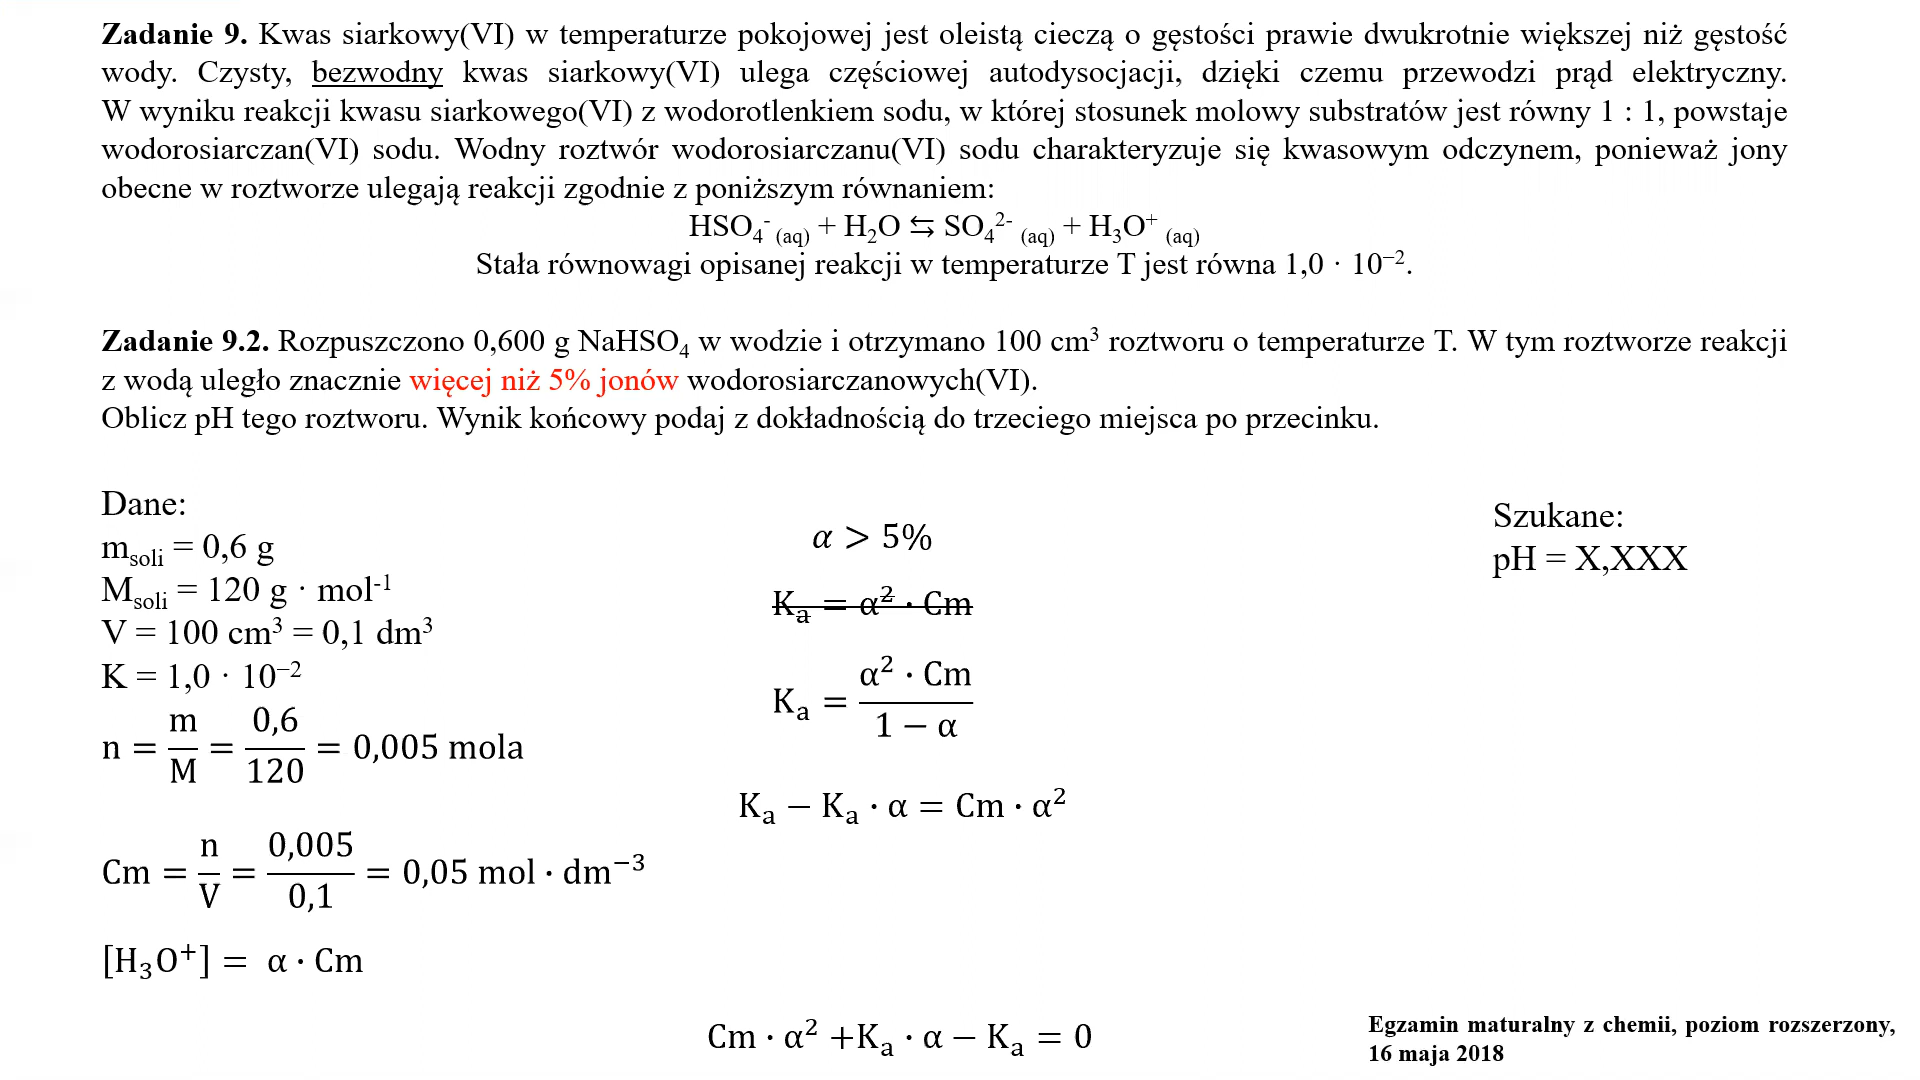 Zadanie 9. Kwas siarkowy(VI) w temperaturze pokojowej jest oleistą cieczą o gęstości prawie dwukrotnie większej niż gęstość
wody. Czysty, bezwodny kwas siarkowy(VI) ulega częściowej autodysocjacji, dzięki czemu przewodzi prąd elektryczny.
W wyniku reakcji kwasu siarkowego(VI) z wodorotlenkiem sodu, w której stosunek molowy substratów jest równy 1 : 1, powstaje
wodorosiarczan(VI) sodu. Wodny roztwór wodorosiarczanu(VI) sodu charakteryzuje się kwasowym odczynem, ponieważ jony
obecne w roztworze ulegają reakcji zgodnie z poniższym równaniem:
HSO₄⁻ (aq) + H₂O ⇆ SO₄²⁻ (aq) + H₃O⁺ (aq)
Stała równowagi opisanej reakcji w temperaturze T jest równa 1,0 · 10⁻².
Zadanie 9.2. Rozpuszczono 0,600 g NaHSO₄ w wodzie i otrzymano 100 cm³ roztworu o temperaturze T. W tym roztworze reakcji
z wodą uległo znacznie więcej niż 5% jonów wodorosiarczanowych(VI).
Oblicz pH tego roztworu. Wynik końcowy podaj z dokładnością do trzeciego miejsca po przecinku.
Dane:
m_soli = 0,6 g
M_soli = 120 g · mol⁻¹
V = 100 cm³ = 0,1 dm³
K = 1,0 · 10⁻²
n = m/M = 0,6/120 = 0,005 mola
Cm = n/V = 0,005/0,1 = 0,05 mol · dm⁻³
[H₃O⁺] = α · Cm
α > 5%
Kₐ = α² · Cm
Kₐ = α² · Cm / 1 − α
Kₐ − Kₐ · α = Cm · α²
Cm · α² +Kₐ · α − Kₐ = 0
Szukane:
pH = X,XXX
Egzamin maturalny z chemii, poziom rozszerzony,
16 maja 2018